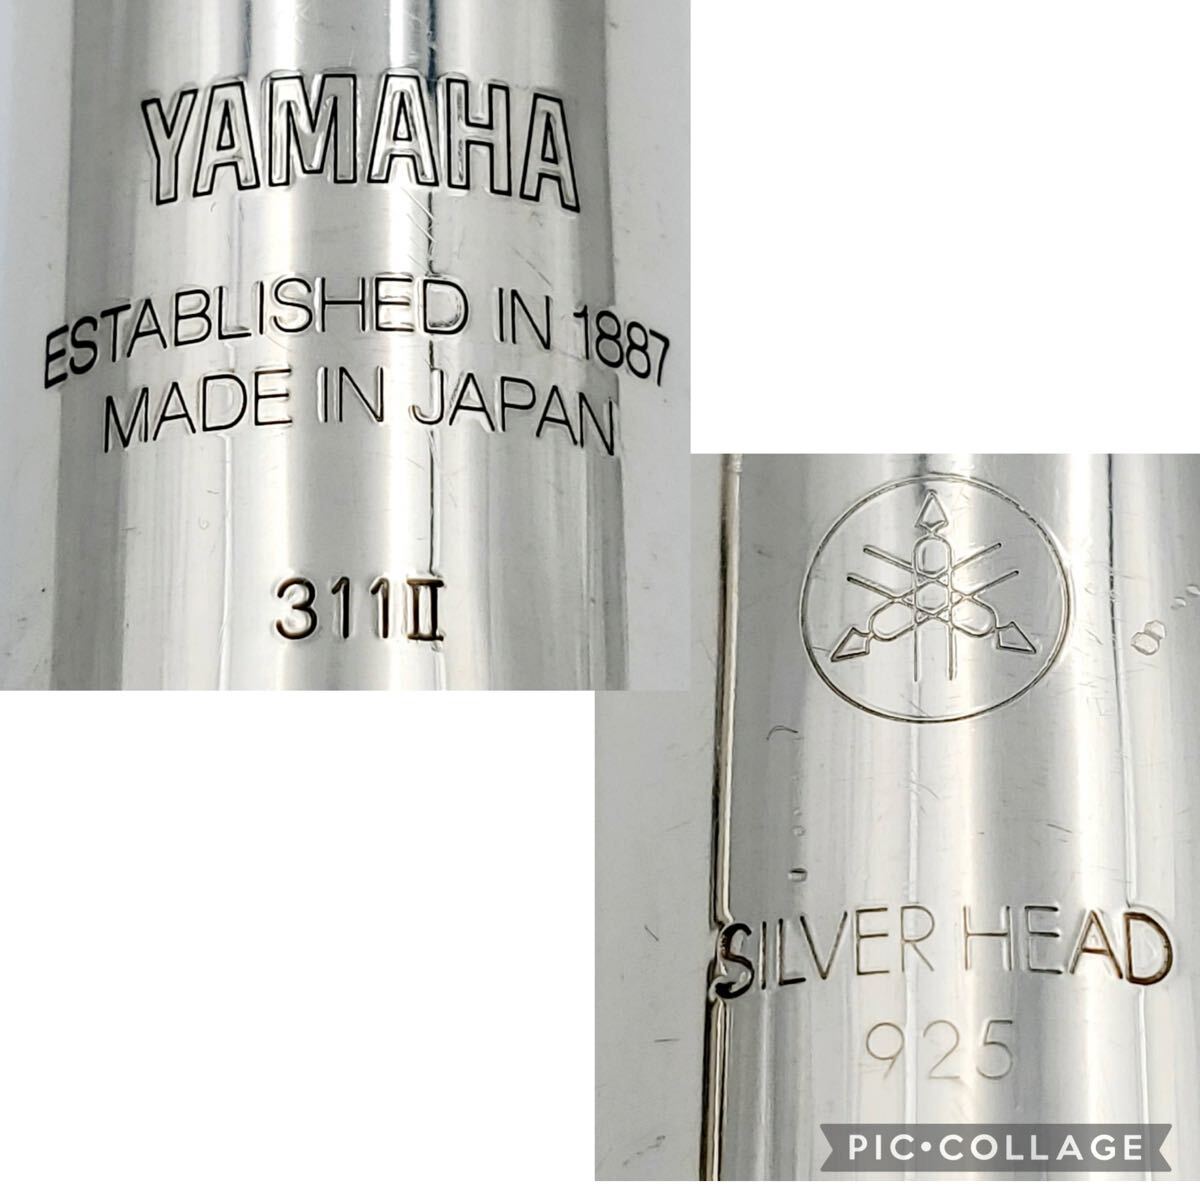 YAMAHA
ESTABLISHED IN 1887
MADE IN JAPAN
311II
SILVER HEAD
925
PIC•COLLAGE